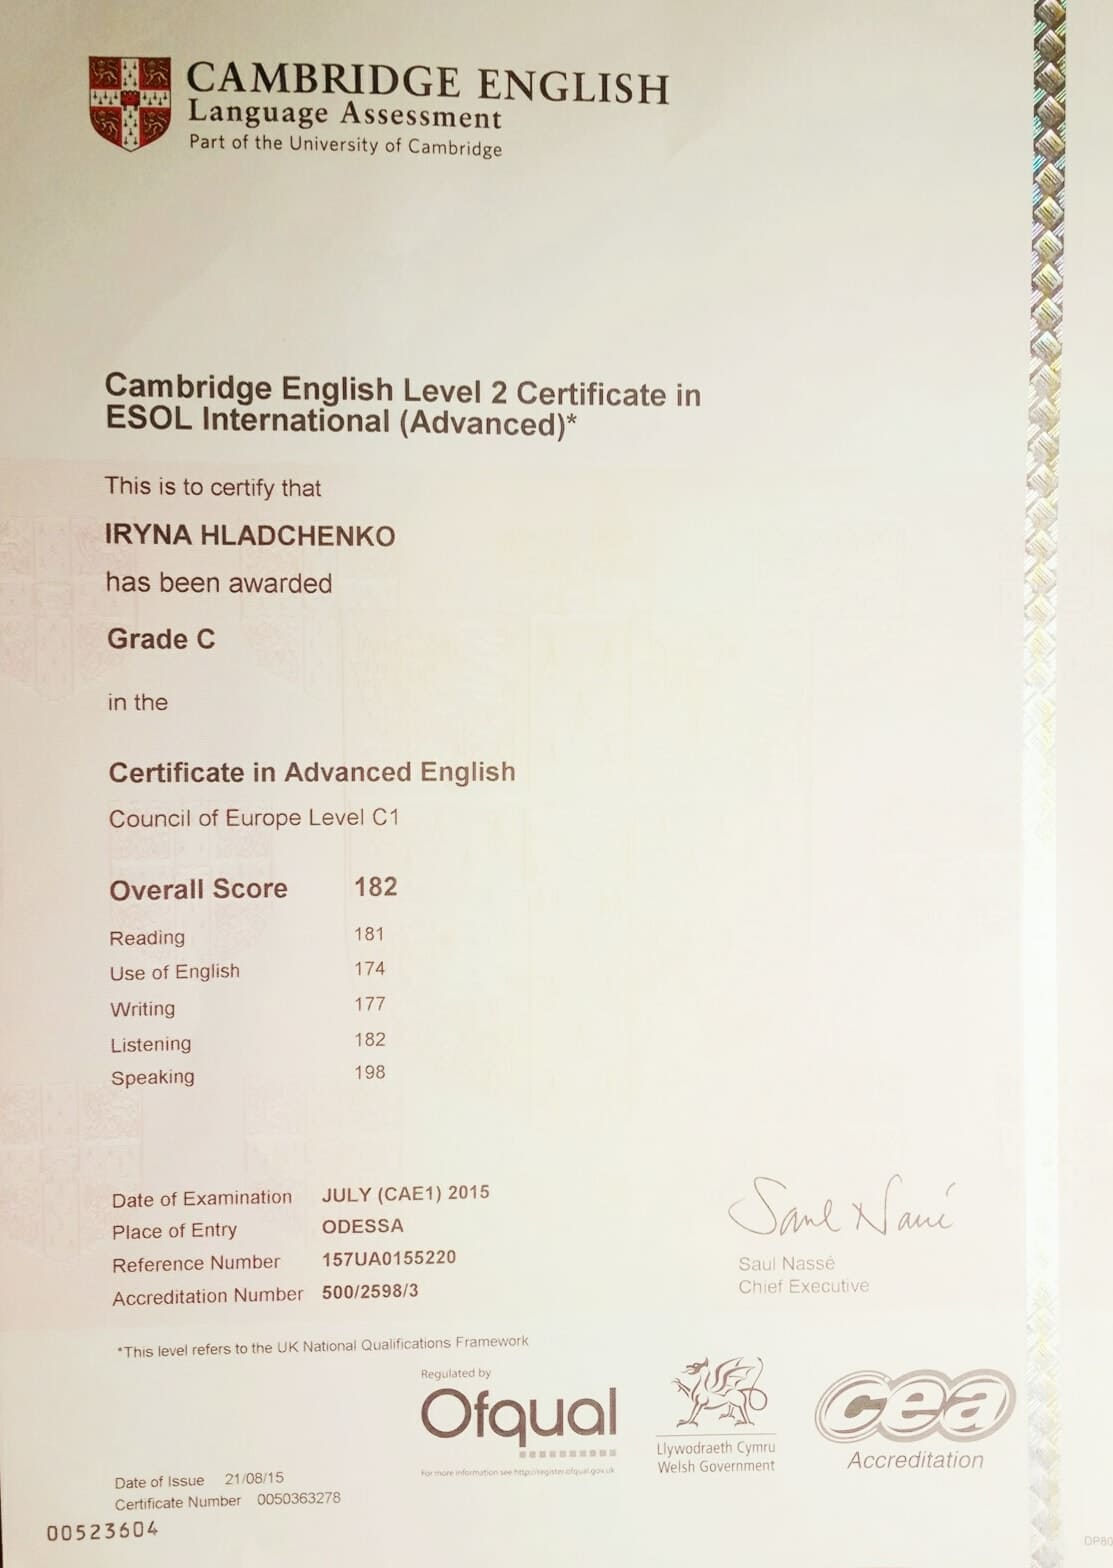 CAMBRIDGE ENGLISH
Language Assessment
Part of the University of Cambridge
Cambridge English Level 2 Certificate in
ESOL International (Advanced)*
This is to certify that
IRYNA HLADCHENKO
has been awarded
Grade C
in the
Certificate in Advanced English
Council of Europe Level C1
Overall Score 182
Reading 181
Use of English 174
Writing 177
Listening 182
Speaking 198
Date of Examination JULY (CAE1) 2015
Place of Entry ODESSA
Reference Number 157UA0155220
Accreditation Number 500/2598/3
Saul Nassé
Saul Nassé
Chief Executive
*This level refers to the UK National Qualifications Framework
Regulated by
Ofqual
For more information see http://register.ofqual.gov.uk
Llywodraeth Cymru
Welsh Government
cea
Accreditation
Date of Issue 21/08/15
Certificate Number 0050363278
00523604
DP80